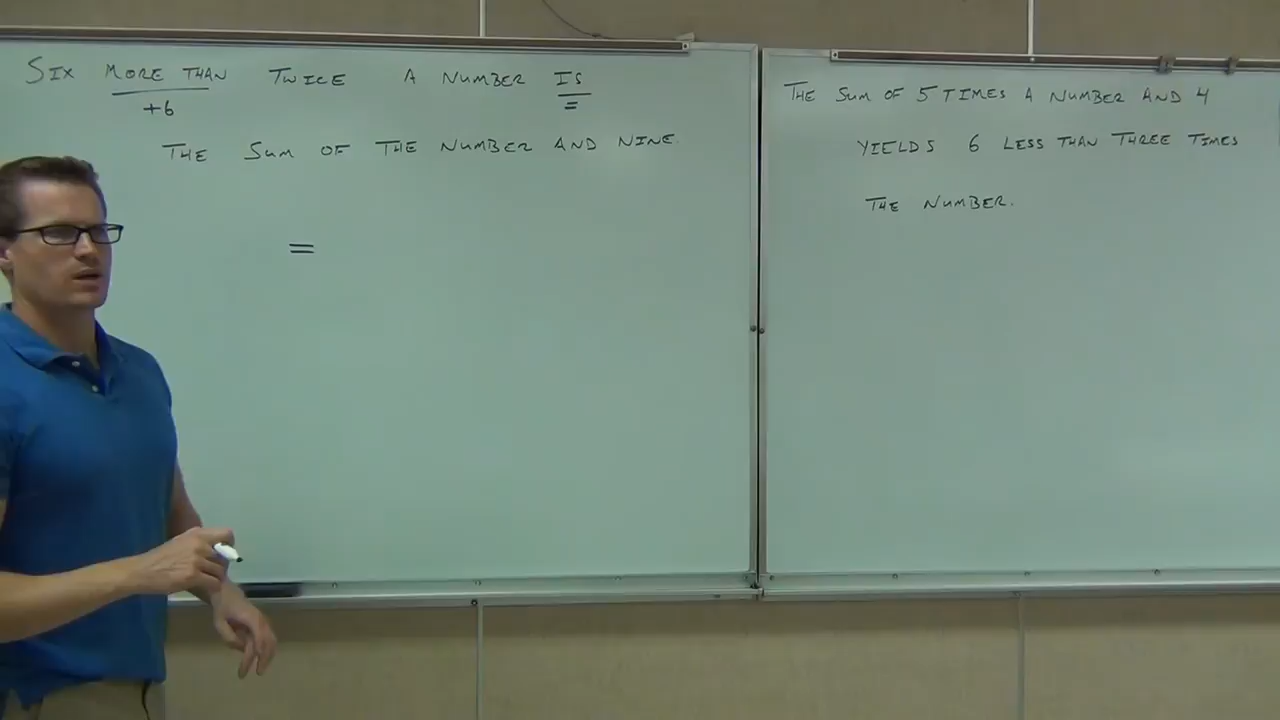 SIX MORE THAN TWICE A NUMBER IS
+6 =
THE SUM OF THE NUMBER AND NINE.
=
THE SUM OF 5 TIMES A NUMBER AND 4
YIELDS 6 LESS THAN THREE TIMES
THE NUMBER.